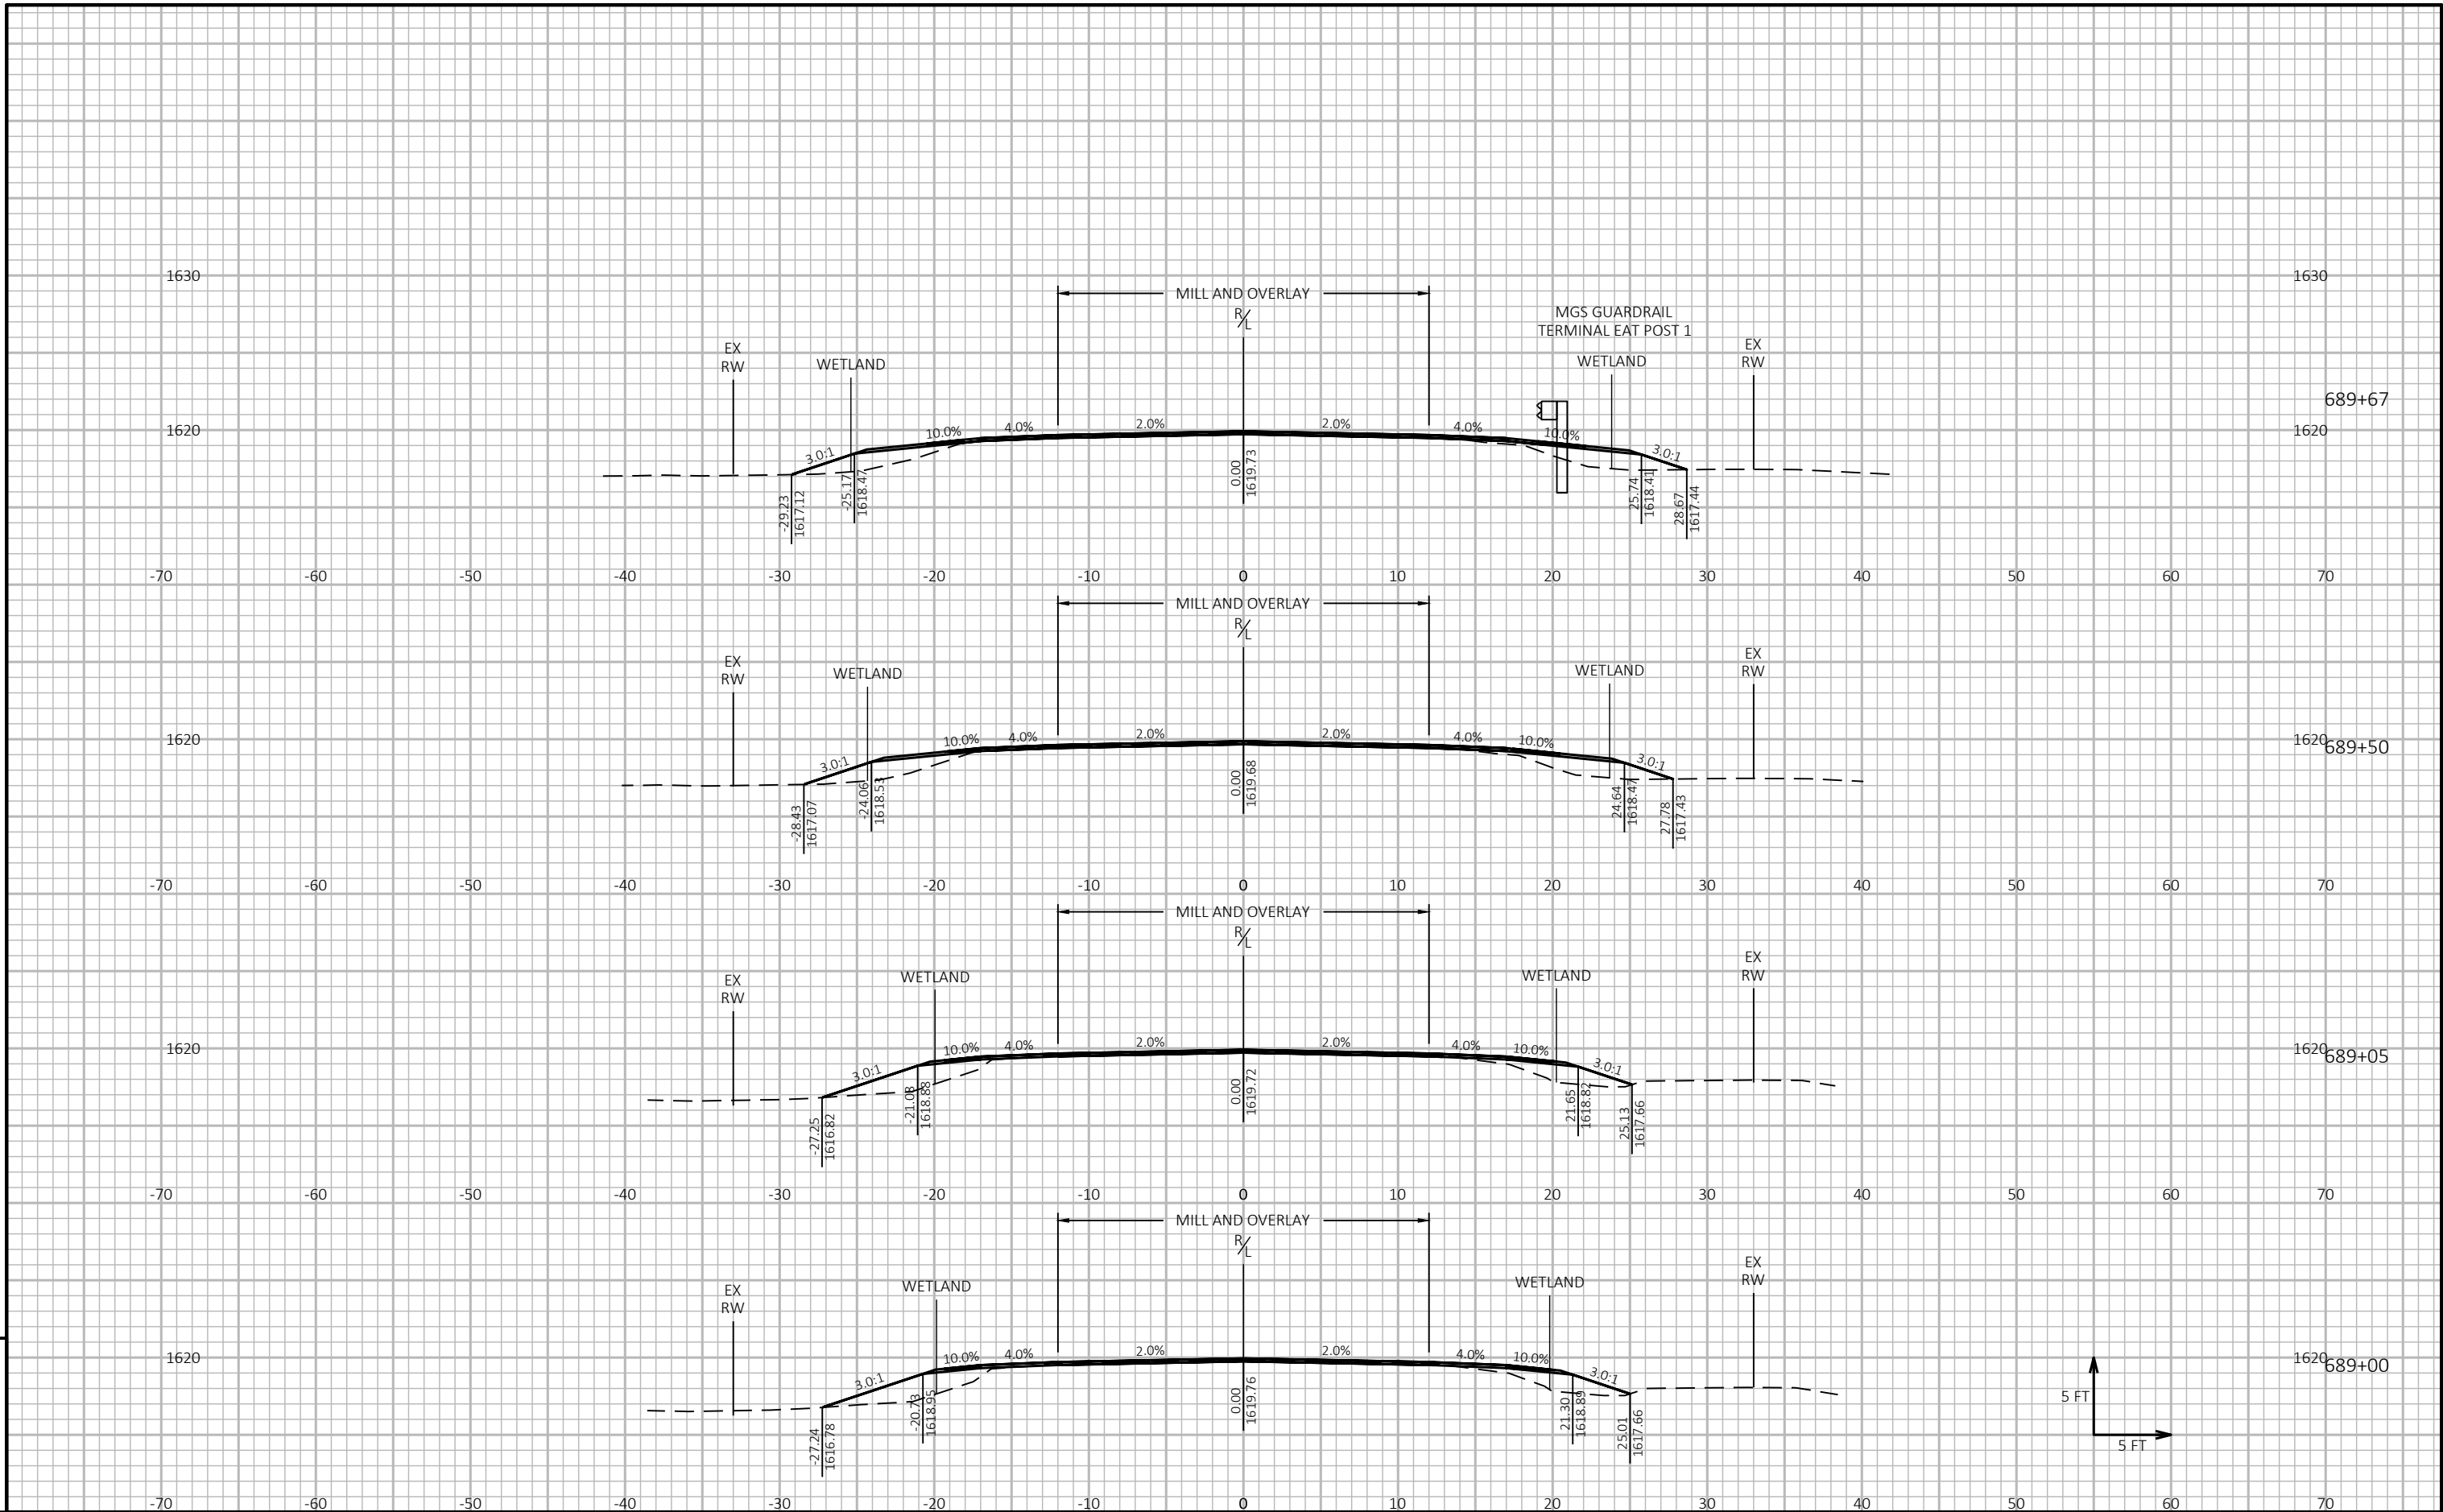 1630 1630
MILL AND OVERLAY
R/L
MGS GUARDRAIL
TERMINAL EAT POST 1
EX
RW
WETLAND
WETLAND
EX
RW
689+67
1620 1620
3.0:1 10.0% 4.0% 2.0% 2.0% 4.0% 10.0% 3.0:1
-29.23
1617.12
-25.17
1618.47
0.00
1619.73
25.74
1618.41
28.67
1617.44
-70 -60 -50 -40 -30 -20 -10 0 10 20 30 40 50 60 70
MILL AND OVERLAY
R/L
EX
RW
WETLAND
WETLAND
EX
RW
1620 1620
689+50
3.0:1 10.0% 4.0% 2.0% 2.0% 4.0% 10.0% 3.0:1
-28.43
1617.07
-24.06
1618.53
0.00
1619.68
24.64
1618.47
27.78
1617.43
-70 -60 -50 -40 -30 -20 -10 0 10 20 30 40 50 60 70
MILL AND OVERLAY
R/L
EX
RW
WETLAND
WETLAND
EX
RW
1620 1620
689+05
3.0:1 10.0% 4.0% 2.0% 2.0% 4.0% 10.0% 3.0:1
-27.25
1616.82
-21.08
1618.88
0.00
1619.72
21.65
1618.82
25.13
1617.66
-70 -60 -50 -40 -30 -20 -10 0 10 20 30 40 50 60 70
MILL AND OVERLAY
R/L
EX
RW
WETLAND
WETLAND
EX
RW
1620 1620
689+00
3.0:1 10.0% 4.0% 2.0% 2.0% 4.0% 10.0% 3.0:1
-27.24
1616.78
-20.73
1618.95
0.00
1619.76
21.30
1618.89
25.01
1617.66
5 FT
5 FT
-70 -60 -50 -40 -30 -20 -10 0 10 20 30 40 50 60 70